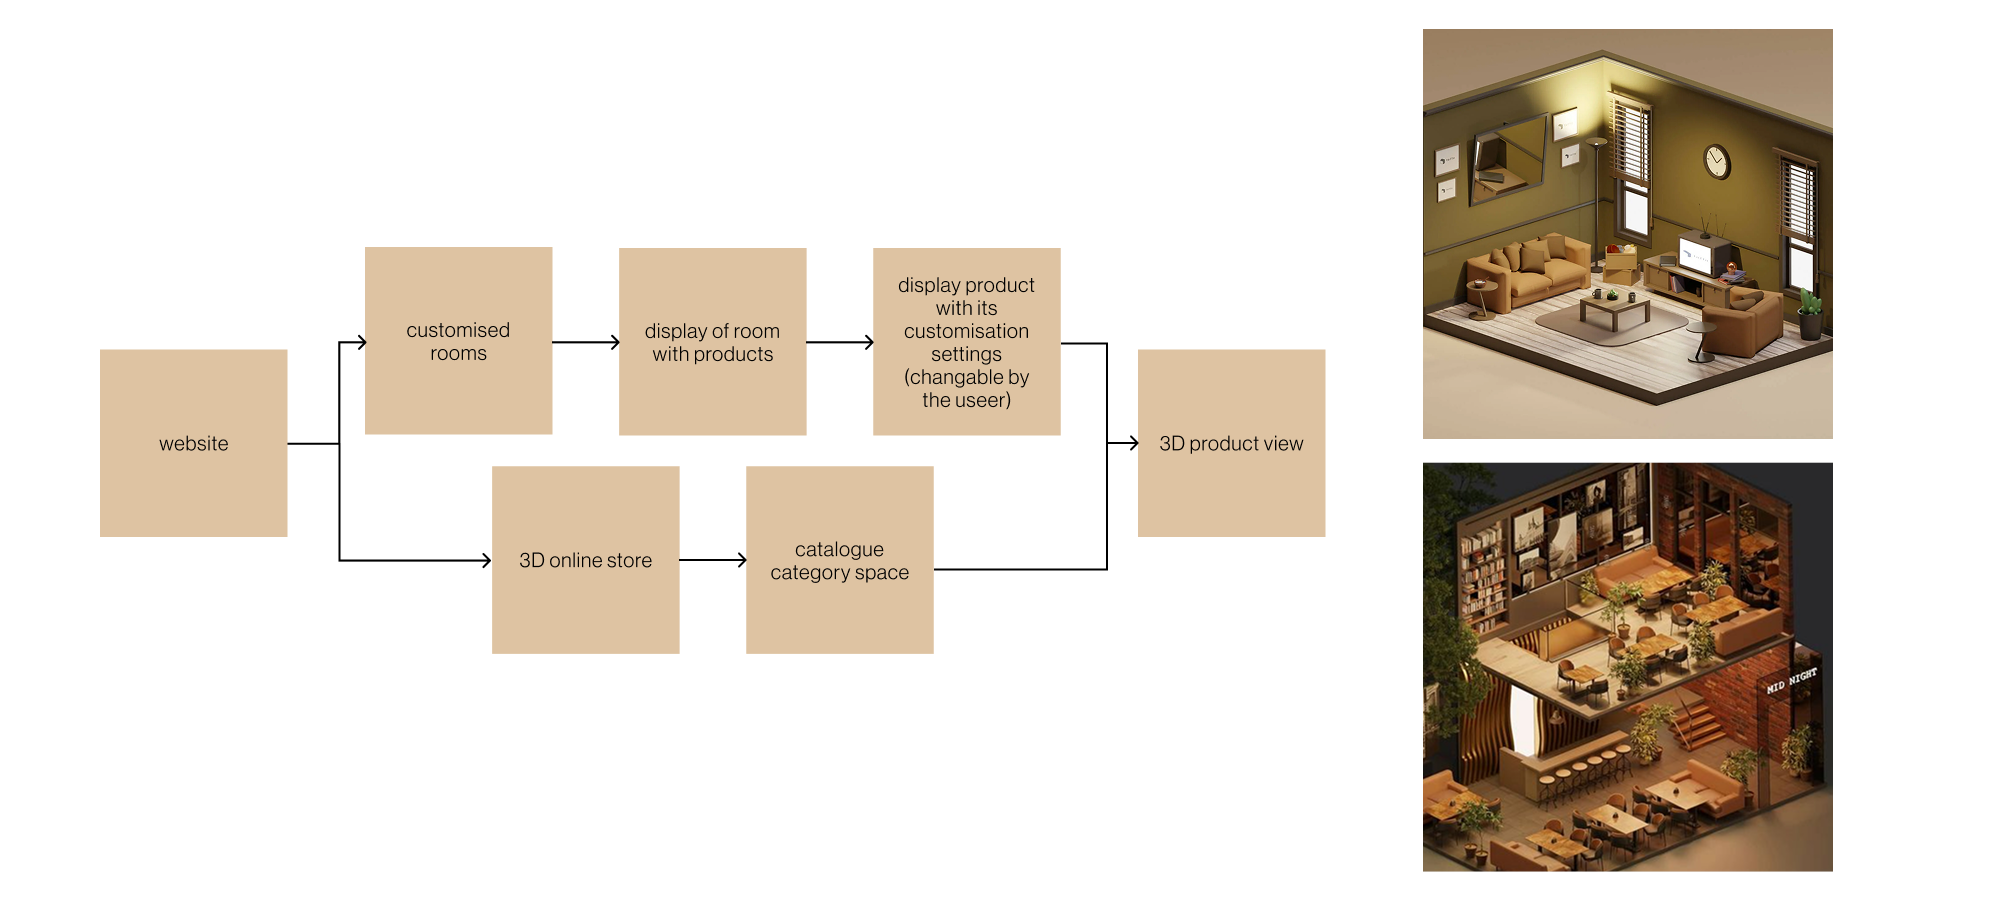 website
customised
rooms
display of room
with products
display product
with its
customisation
settings
(changable by
the useer)
3D online store
catalogue
category space
3D product view
MID NIGHT